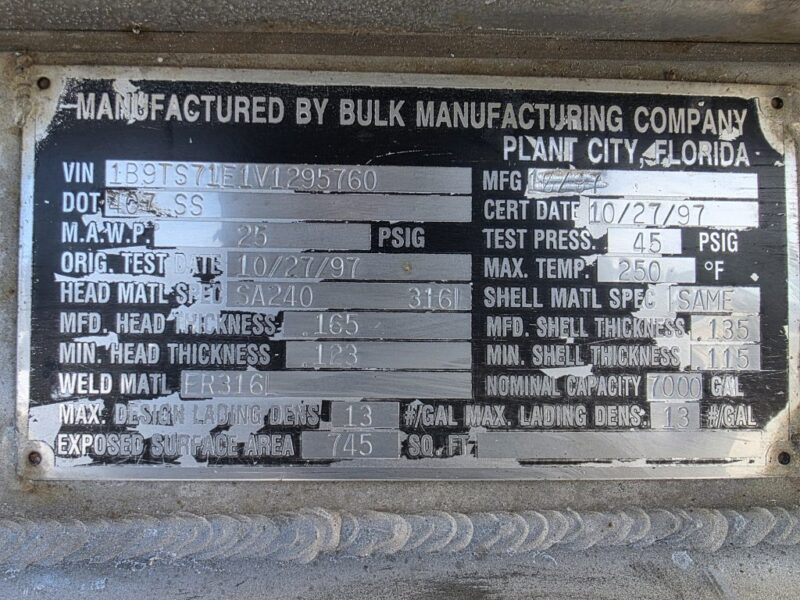 MANUFACTURED BY BULK MANUFACTURING COMPANY
PLANT CITY, FLORIDA
VIN 1B9TS71E1V1295760 MFG
DOT 407 SS CERT DATE 10/27/97
M.A.W.P. 25 PSIG TEST PRESS. 45 PSIG
ORIG. TEST DATE 10/27/97 MAX. TEMP. 250 °F
HEAD MATL SPEC SA240 316L SHELL MATL SPEC SAME
MFD. HEAD THICKNESS .165 MFD. SHELL THICKNESS .135
MIN. HEAD THICKNESS .123 MIN. SHELL THICKNESS .115
WELD MATL ER316L NOMINAL CAPACITY 7000 GAL
MAX. DESIGN LADING DENS. 13 #/GAL MAX. LADING DENS. 13 #/GAL
EXPOSED SURFACE AREA 745 SQ. FT.